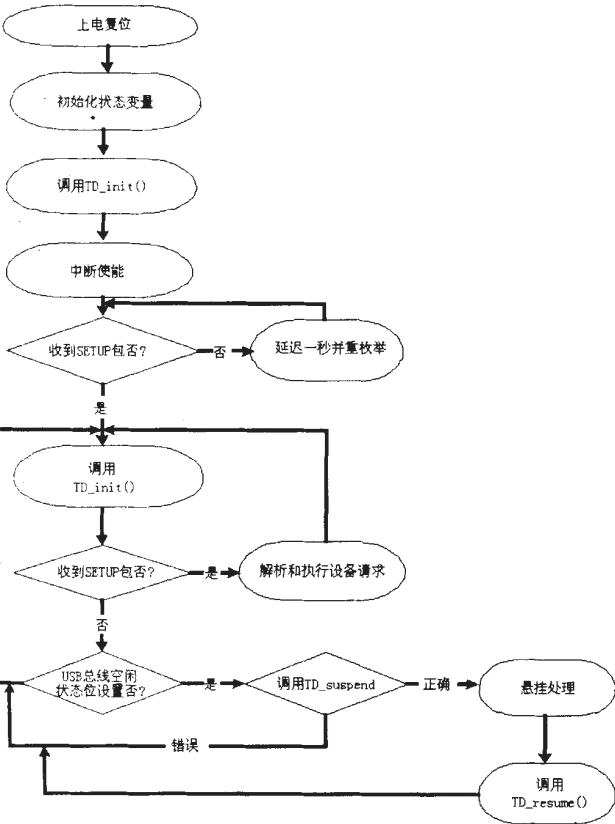 上电复位
初始化状态变量
调用TD_init()
中断使能
收到SETUP包否?
否
延迟一秒并重枚举
是
调用
TD_init()
收到SETUP包否?
是
解析和执行设备请求
否
USB总线空闲
状态位设置否?
是
调用TD_suspend
正确
悬挂处理
错误
调用
TD_resume()